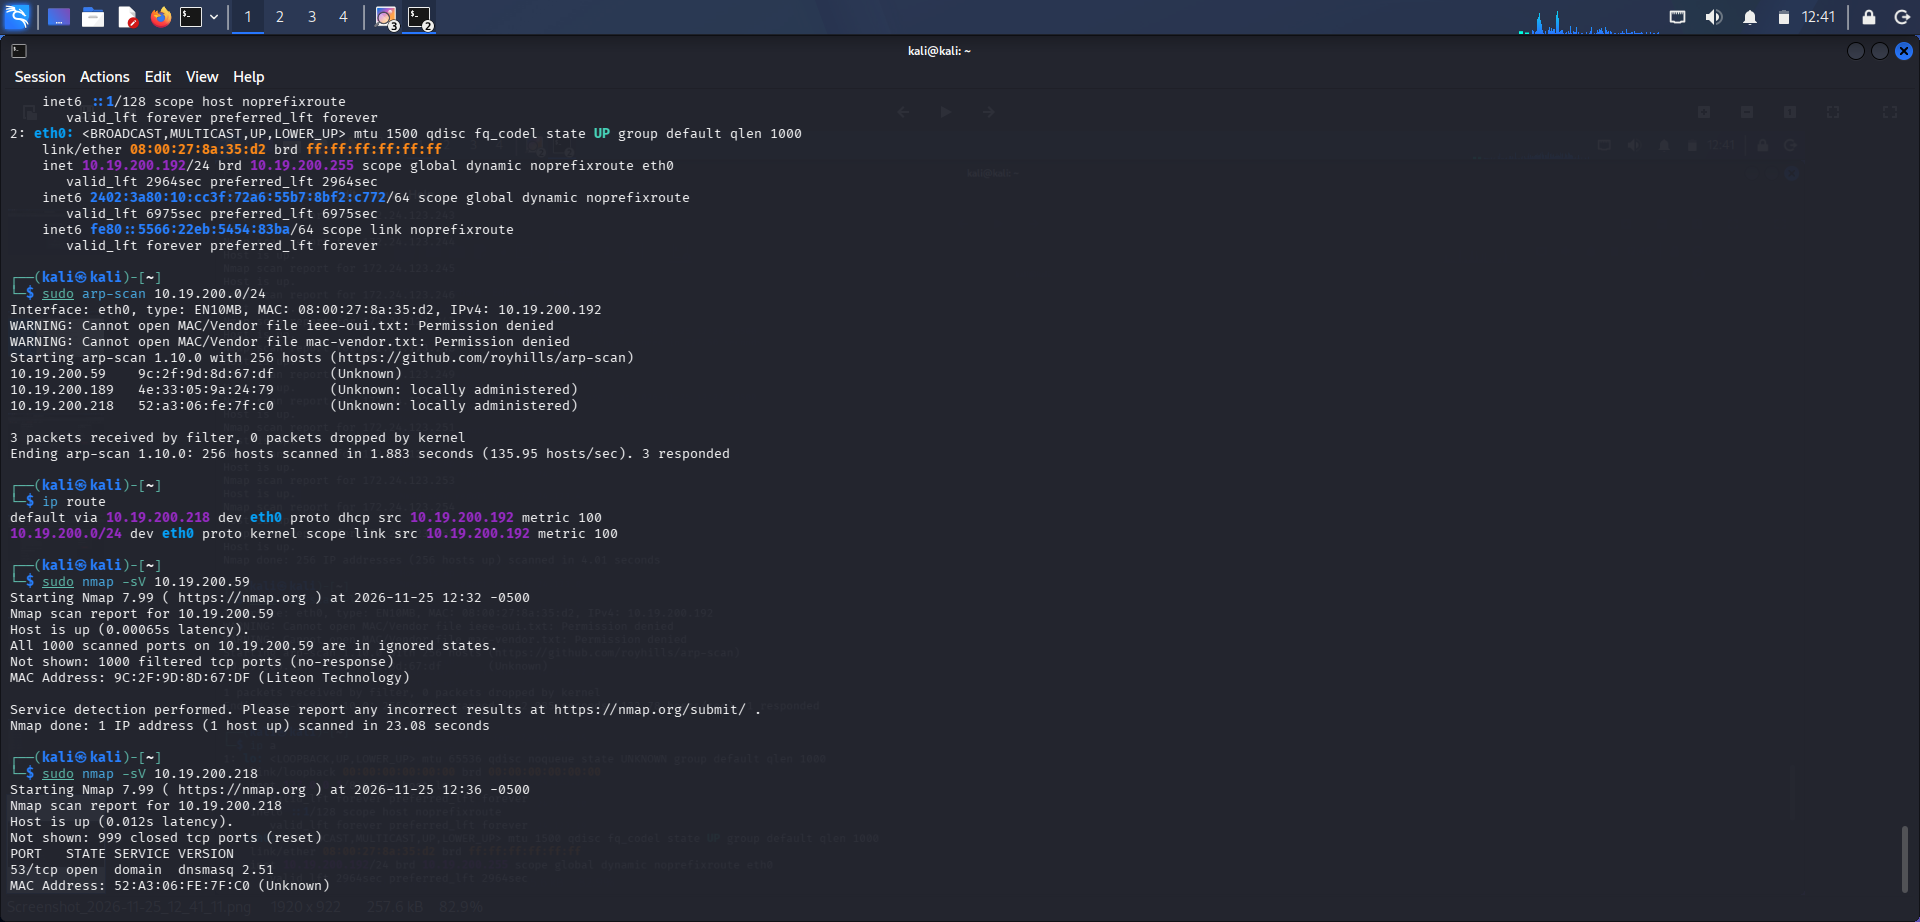 1 2 3 4 3 2 12:41
kali@kali: ~
Session Actions Edit View Help
inet6 ::1/128 scope host noprefixroute
valid_lft forever preferred_lft forever
2: eth0: <BROADCAST,MULTICAST,UP,LOWER_UP> mtu 1500 qdisc fq_codel state UP group default qlen 1000
link/ether 08:00:27:8a:35:d2 brd ff:ff:ff:ff:ff:ff
inet 10.19.200.192/24 brd 10.19.200.255 scope global dynamic noprefixroute eth0
valid_lft 2964sec preferred_lft 2964sec
inet6 2402:3a80:10:cc3f:72a6:55b7:8bf2:c772/64 scope global dynamic noprefixroute
valid_lft 6975sec preferred_lft 6975sec
inet6 fe80::5566:22eb:5454:83ba/64 scope link noprefixroute
valid_lft forever preferred_lft forever
┌──(kali㉿kali)-[~]
└─$ sudo arp-scan 10.19.200.0/24
Interface: eth0, type: EN10MB, MAC: 08:00:27:8a:35:d2, IPv4: 10.19.200.192
WARNING: Cannot open MAC/Vendor file ieee-oui.txt: Permission denied
WARNING: Cannot open MAC/Vendor file mac-vendor.txt: Permission denied
Starting arp-scan 1.10.0 with 256 hosts (https://github.com/royhills/arp-scan)
10.19.200.59 9c:2f:9d:8d:67:df (Unknown)
10.19.200.189 4e:33:05:9a:24:79 (Unknown: locally administered)
10.19.200.218 52:a3:06:fe:7f:c0 (Unknown: locally administered)
3 packets received by filter, 0 packets dropped by kernel
Ending arp-scan 1.10.0: 256 hosts scanned in 1.883 seconds (135.95 hosts/sec). 3 responded
┌──(kali㉿kali)-[~]
└─$ ip route
default via 10.19.200.218 dev eth0 proto dhcp src 10.19.200.192 metric 100
10.19.200.0/24 dev eth0 proto kernel scope link src 10.19.200.192 metric 100
┌──(kali㉿kali)-[~]
└─$ sudo nmap -sV 10.19.200.59
Starting Nmap 7.99 ( https://nmap.org ) at 2026-11-25 12:32 -0500
Nmap scan report for 10.19.200.59
Host is up (0.00065s latency).
All 1000 scanned ports on 10.19.200.59 are in ignored states.
Not shown: 1000 filtered tcp ports (no-response)
MAC Address: 9C:2F:9D:8D:67:DF (Liteon Technology)
Service detection performed. Please report any incorrect results at https://nmap.org/submit/ .
Nmap done: 1 IP address (1 host up) scanned in 23.08 seconds
┌──(kali㉿kali)-[~]
└─$ sudo nmap -sV 10.19.200.218
Starting Nmap 7.99 ( https://nmap.org ) at 2026-11-25 12:36 -0500
Nmap scan report for 10.19.200.218
Host is up (0.012s latency).
Not shown: 999 closed tcp ports (reset)
PORT STATE SERVICE VERSION
53/tcp open domain dnsmasq 2.51
MAC Address: 52:A3:06:FE:7F:C0 (Unknown)
Screenshot_2026-11-25_12_41_11.png 1920 x 922 257.6 kB 82.9%